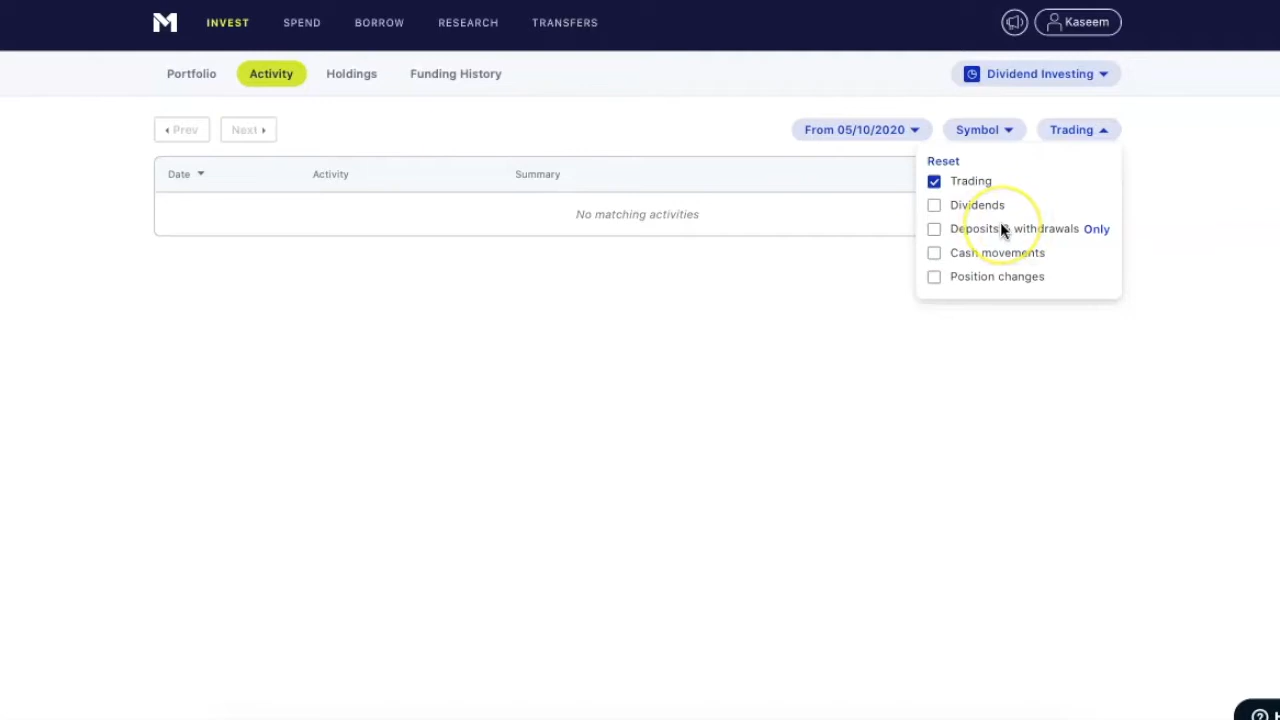 M INVEST SPEND BORROW RESEARCH TRANSFERS Kaseem
Portfolio Activity Holdings Funding History Dividend Investing
Prev Next From 05/10/2020 Symbol Trading
Reset
Date Activity Summary
Trading
Dividends
No matching activities
Deposits withdrawals Only
Cash movements
Position changes